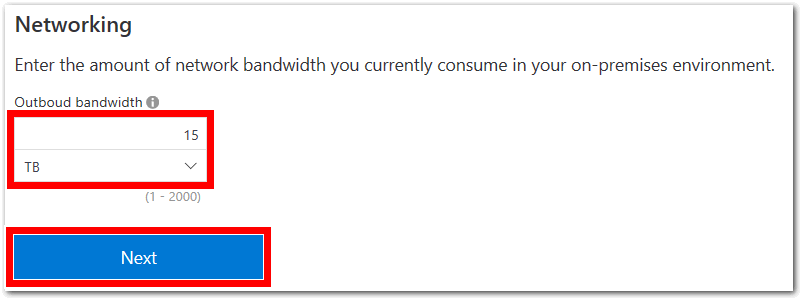 Networking
Enter the amount of network bandwidth you currently consume in your on-premises environment.
Outboud bandwidth
15
TB
(1 - 2000)
Next